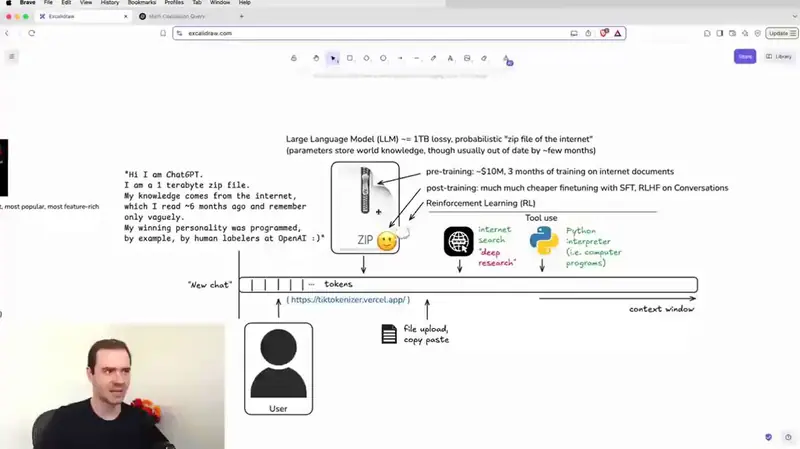 Brave File Edit View History Bookmarks Profiles Tab Window Help
Excalidraw
excalidraw.com
Update
Share
Library
Large Language Model (LLM) ~= 1TB lossy, probabilistic "zip file of the internet"
(parameters store world knowledge, though usually out of date by ~few months)
"Hi I am ChatGPT.
I am a 1 terabyte zip file.
My knowledge comes from the internet,
which I read ~6 months ago and remember
only vaguely.
My winning personality was programmed,
by example, by human labelers at OpenAI :)"
t, most popular, most feature-rich
ZIP
pre-training: ~$10M, 3 months of training on internet documents
post-training: much much cheaper finetuning with SFT, RLHF on Conversations
Reinforcement Learning (RL)
Tool use
internet
search
"deep
research"
Python
interpreter
(i.e. computer
programs)
"New chat"
... tokens
( https://tiktokenizer.vercel.app/ )
context window
file upload,
copy paste
User